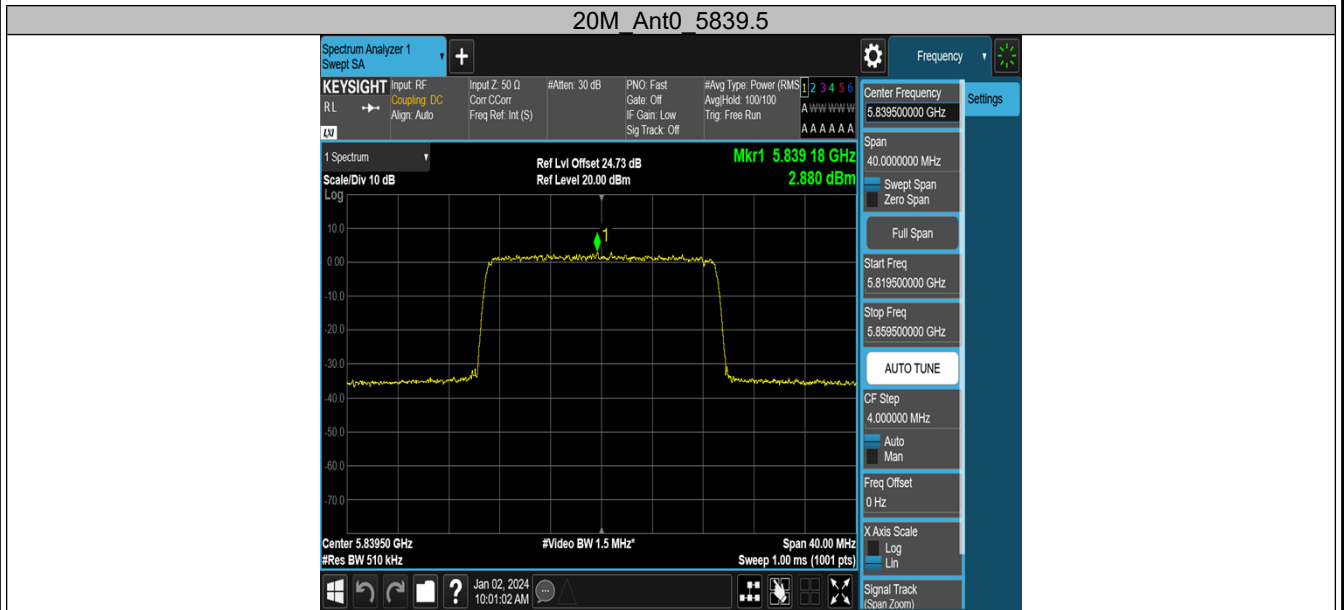 20M_Ant0_5839.5
Spectrum Analyzer 1
Swept SA
+
Frequency
KEYSIGHT
RL
LXI
Input: RF
Coupling: DC
Align: Auto
Input Z: 50 Ω
Corr CCorr
Freq Ref: Int (S)
#Atten: 30 dB
PNO: Fast
Gate: Off
IF Gain: Low
Sig Track: Off
#Avg Type: Power (RMS
Avg|Hold: 100/100
Trig: Free Run
1 2 3 4 5 6
A W W W W W
A A A A A A
1 Spectrum
Scale/Div 10 dB
Log
Ref Lvl Offset 24.73 dB
Ref Level 20.00 dBm
Mkr1 5.839 18 GHz
2.880 dBm
1
10.0
0.00
-10.0
-20.0
-30.0
-40.0
-50.0
-60.0
-70.0
Center 5.83950 GHz
#Res BW 510 kHz
#Video BW 1.5 MHz*
Span 40.00 MHz
Sweep 1.00 ms (1001 pts)
?
Jan 02, 2024
10:01:02 AM
Center Frequency
5.839500000 GHz
Settings
Span
40.0000000 MHz
Swept Span
Zero Span
Full Span
Start Freq
5.819500000 GHz
Stop Freq
5.859500000 GHz
AUTO TUNE
CF Step
4.000000 MHz
Auto
Man
Freq Offset
0 Hz
X Axis Scale
Log
Lin
Signal Track
(Span Zoom)